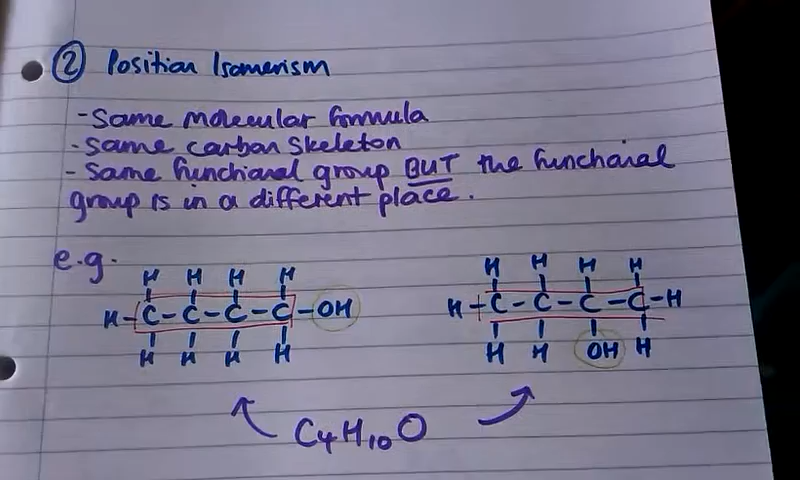 2 Position Isomerism
- Same molecular formula
- Same carbon skeleton
- Same functional group BUT the functional
group is in a different place.
e.g.
H H H H
H-C-C-C-C-OH
H H H H
H H H H
H-C-C-C-C-H
H H OH H
C4H10O